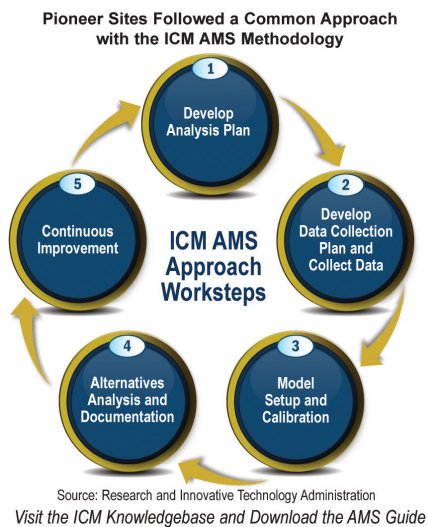 Pioneer Sites Followed a Common Approach
with the ICM AMS Methodology
1
Develop
Analysis Plan
2
Develop
Data Collection
Plan and
Collect Data
3
Model
Setup and
Calibration
4
Alternatives
Analysis and
Documentation
5
Continuous
Improvement
ICM AMS
Approach
Worksteps
Source: Research and Innovative Technology Administration
Visit the ICM Knowledgebase and Download the AMS Guide